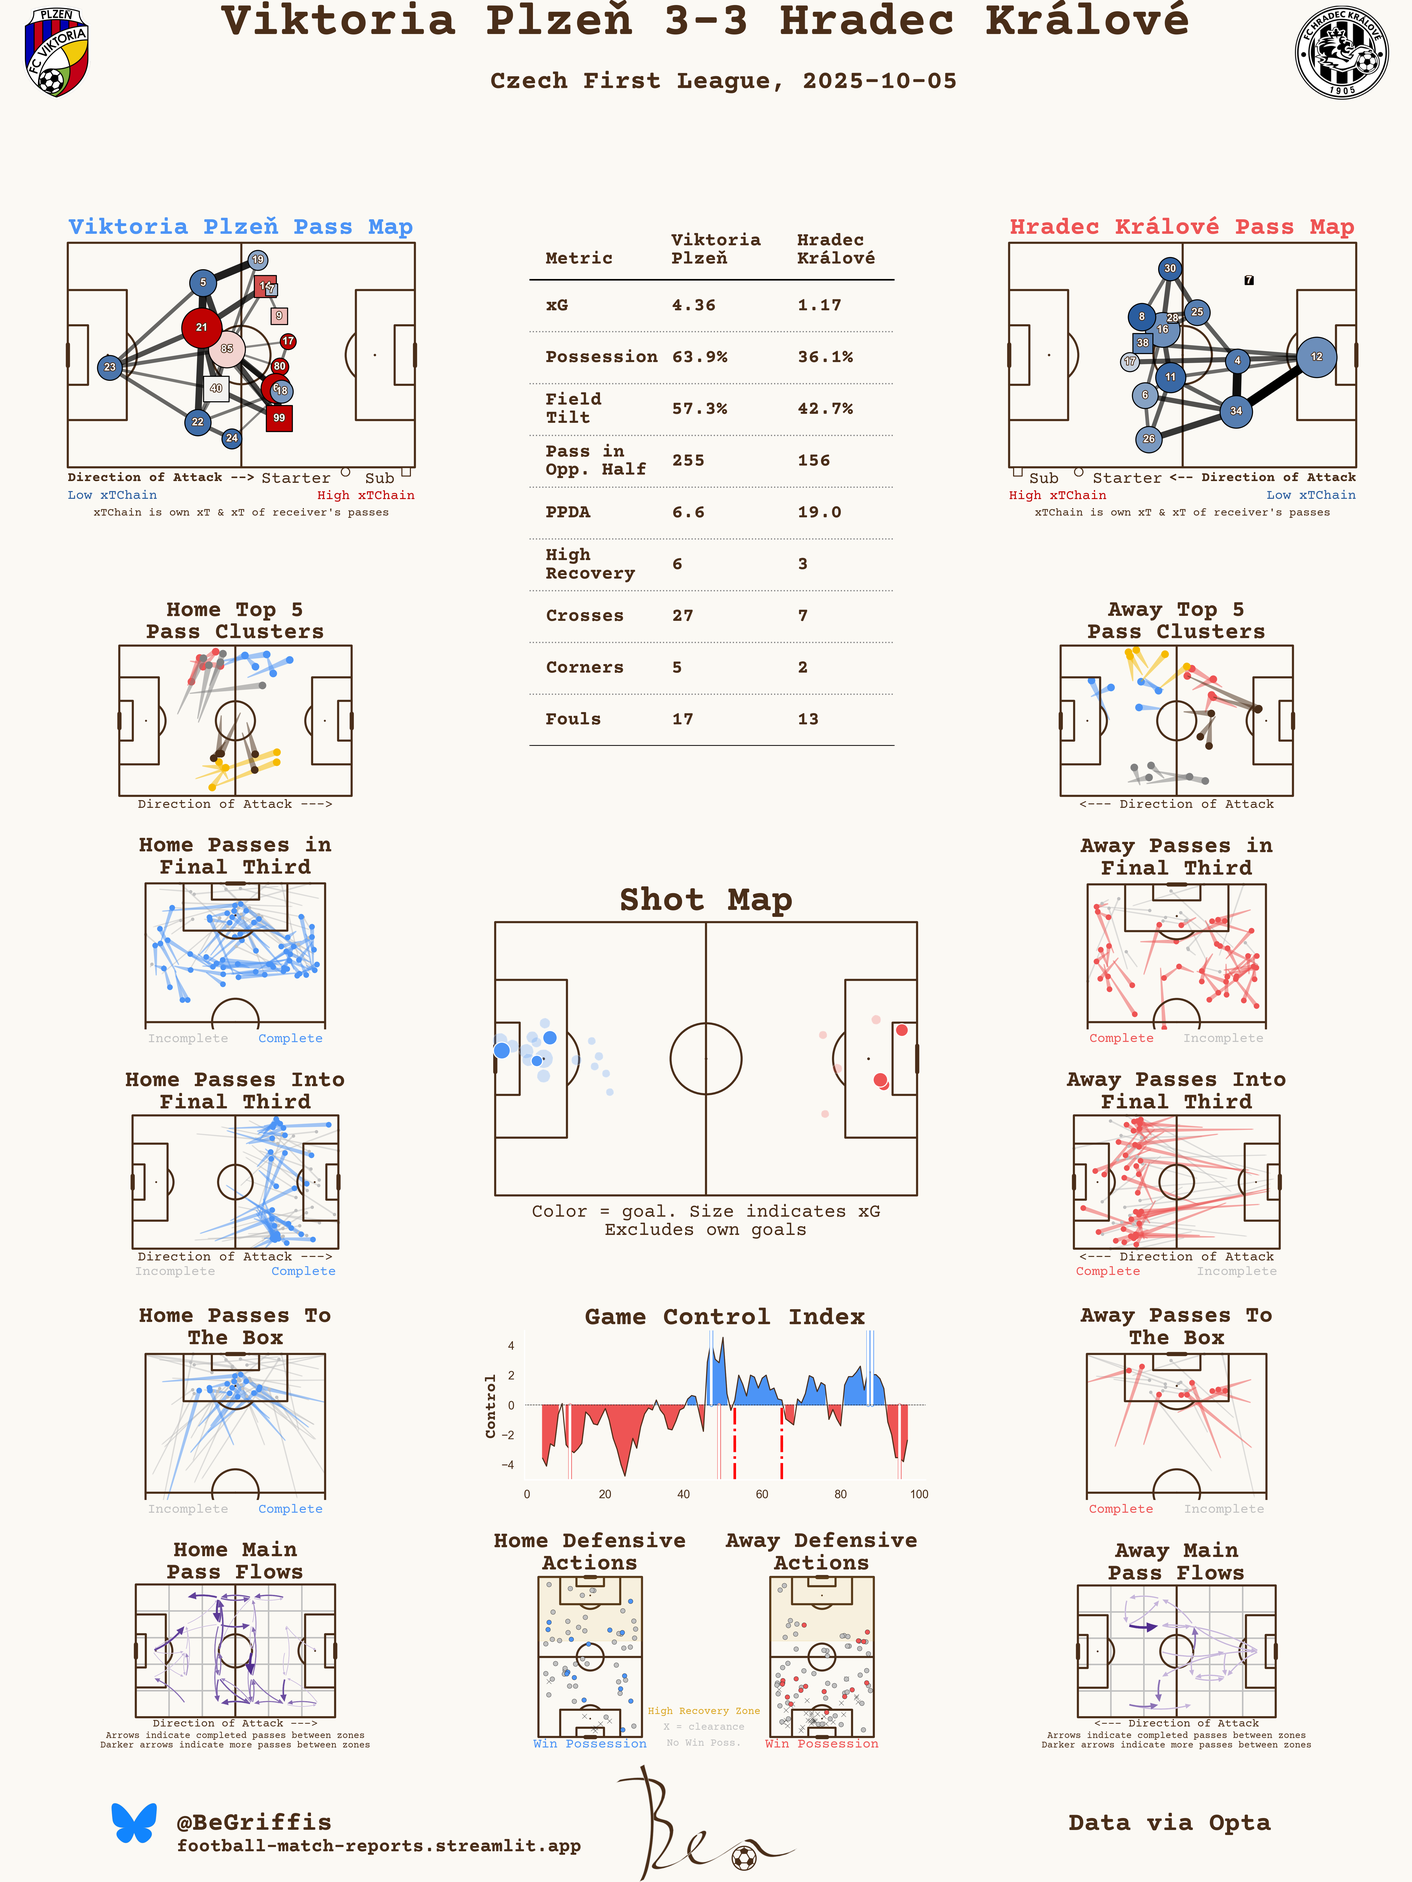 Viktoria Plzeň 3-3 Hradec Králové
Czech First League, 2025-10-05
PLZEŇ
FC VIKTORIA
FC HRADEC KRÁLOVÉ
1905
Viktoria Plzeň Pass Map
19
5
14
7
9
21
17
85
80
23
40
18
99
22
24
Direction of Attack --> Starter Sub
Low xTChain High xTChain
xTChain is own xT & xT of receiver's passes
Metric Viktoria Plzeň Hradec Králové
xG 4.36 1.17
Possession 63.9% 36.1%
Field Tilt 57.3% 42.7%
Pass in Opp. Half 255 156
PPDA 6.6 19.0
High Recovery 6 3
Crosses 27 7
Corners 5 2
Fouls 17 13
Hradec Králové Pass Map
30
7
8
28
25
16
38
17
4
12
11
6
34
26
Sub Starter <-- Direction of Attack
High xTChain Low xTChain
xTChain is own xT & xT of receiver's passes
Home Top 5
Pass Clusters
Direction of Attack --->
Away Top 5
Pass Clusters
<--- Direction of Attack
Home Passes in
Final Third
Incomplete Complete
Away Passes in
Final Third
Complete Incomplete
Shot Map
Color = goal. Size indicates xG
Excludes own goals
Home Passes Into
Final Third
Direction of Attack --->
Incomplete Complete
Away Passes Into
Final Third
<--- Direction of Attack
Complete Incomplete
Home Passes To
The Box
Incomplete Complete
Game Control Index
Control
4
2
0
−2
−4
0 20 40 60 80 100
Away Passes To
The Box
Complete Incomplete
Home Main
Pass Flows
Direction of Attack --->
Arrows indicate completed passes between zones
Darker arrows indicate more passes between zones
Home Defensive
Actions
Win Possession
High Recovery Zone
X = clearance
No Win Poss.
Away Defensive
Actions
Win Possession
Away Main
Pass Flows
<--- Direction of Attack
Arrows indicate completed passes between zones
Darker arrows indicate more passes between zones
@BeGriffis
football-match-reports.streamlit.app
Ben
Data via Opta